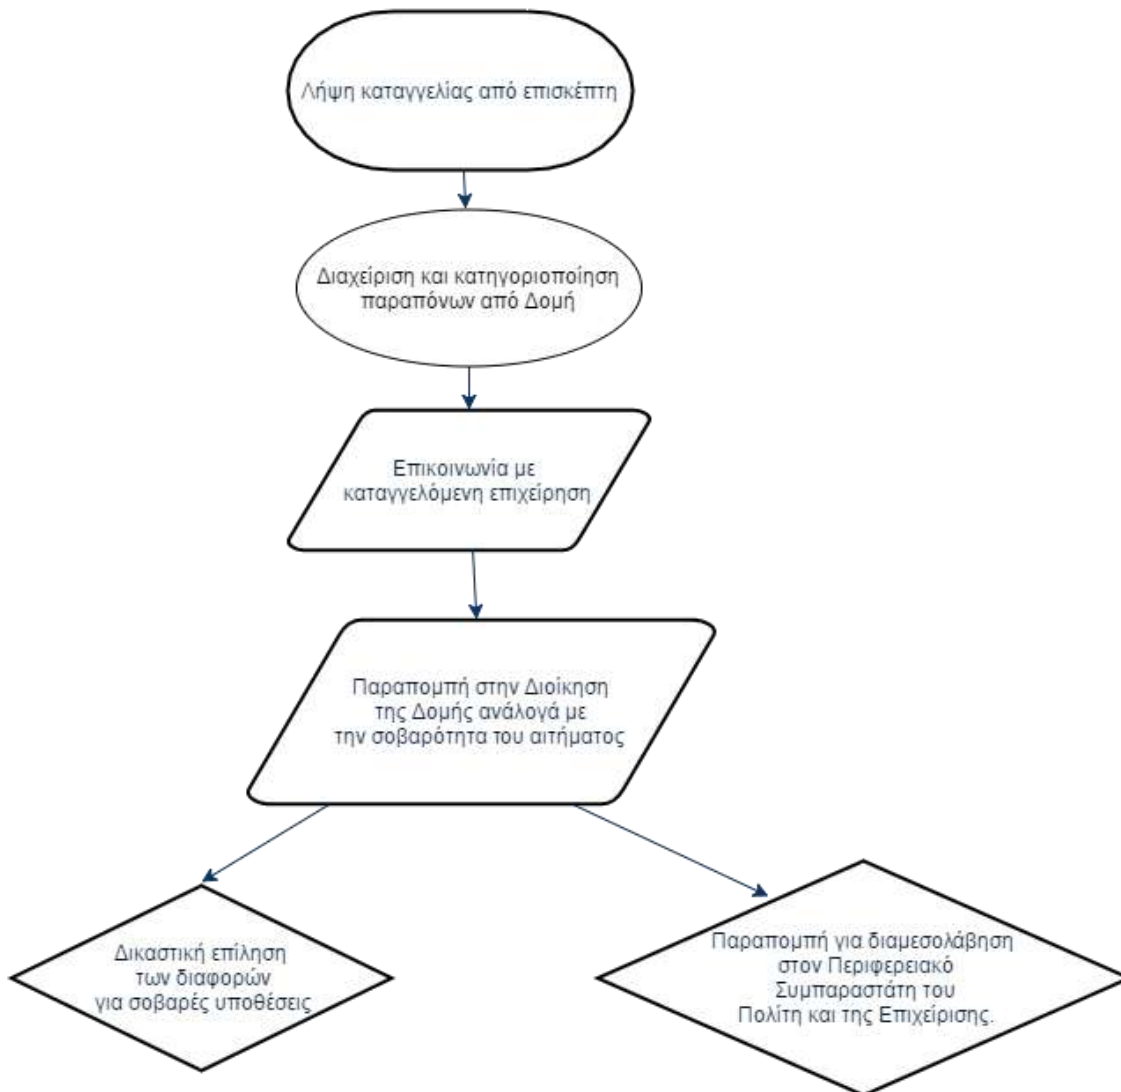 Λήψη καταγγελίας από επισκέπτη
Διαχείριση και κατηγοριοποίηση
παραπόνων από Δομή
Επικοινωνία με
καταγγελόμενη επιχείρηση
Παραπομπή στην Διοίκηση
της Δομής ανάλογά με
την σοβαρότητα του αιτήματος
Δικαστική επίληση
των διαφορών
για σοβαρές υποθέσεις
Παραπομπή για διαμεσολάβηση
στον Περιφερειακό
Συμπαραστάτη του
Πολίτη και της Επιχείρισης.